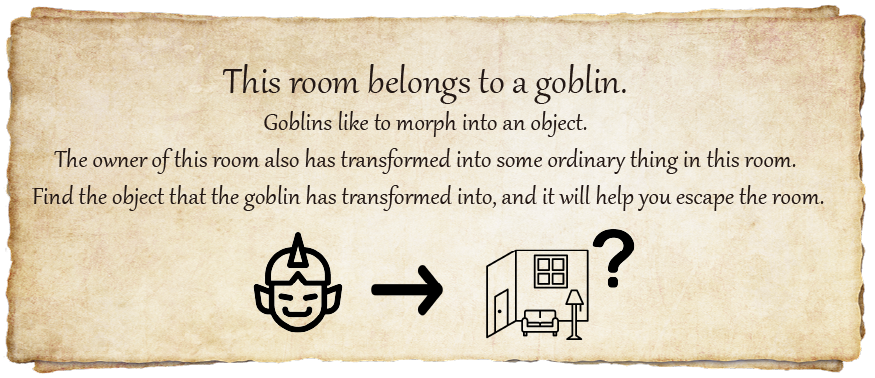 This room belongs to a goblin.
Goblins like to morph into an object.
The owner of this room also has transformed into some ordinary thing in this room.
Find the object that the goblin has transformed into, and it will help you escape the room.
?